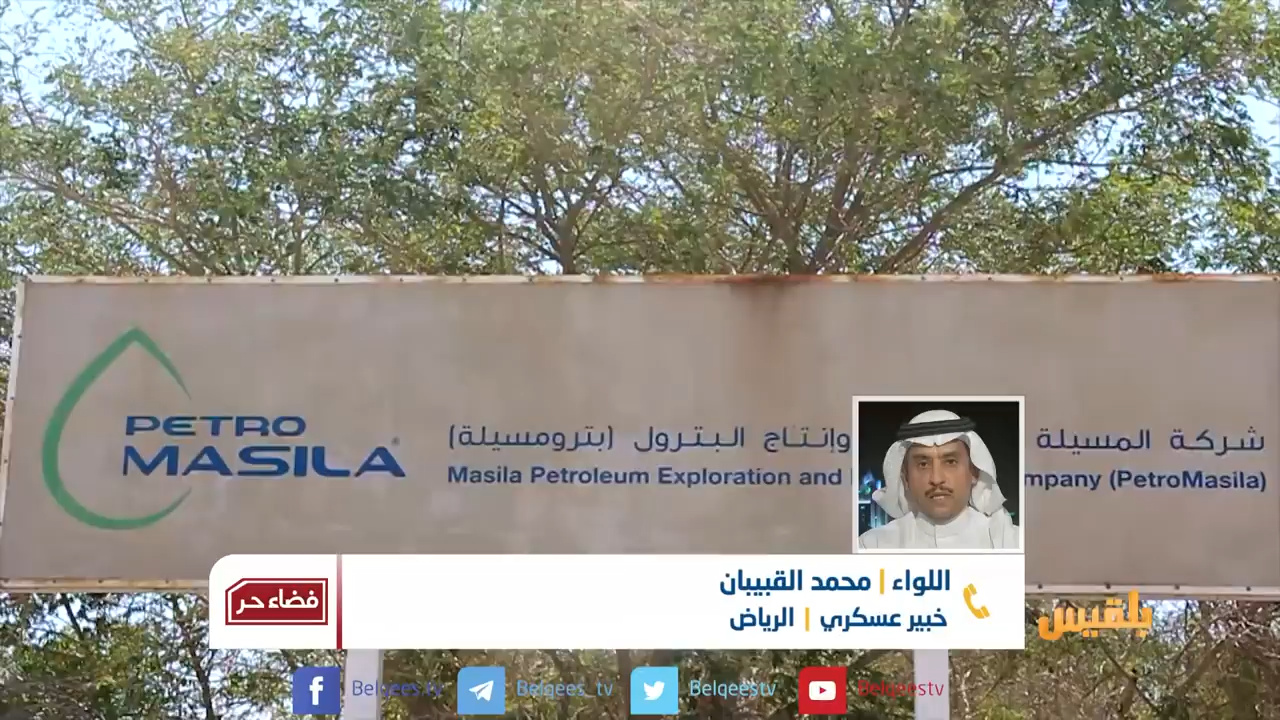 PETRO
MASILA
شركة المسيلة وإنتاج البترول (بترومسيلة)
Masila Petroleum Exploration and mpany (PetroMasila)
اللواء | محمد القبيبان
خبير عسكري | الرياض
فضاء حر
بلقيس
Belqees.tv
Belqees_tv
Belqeestv
Belqeestv